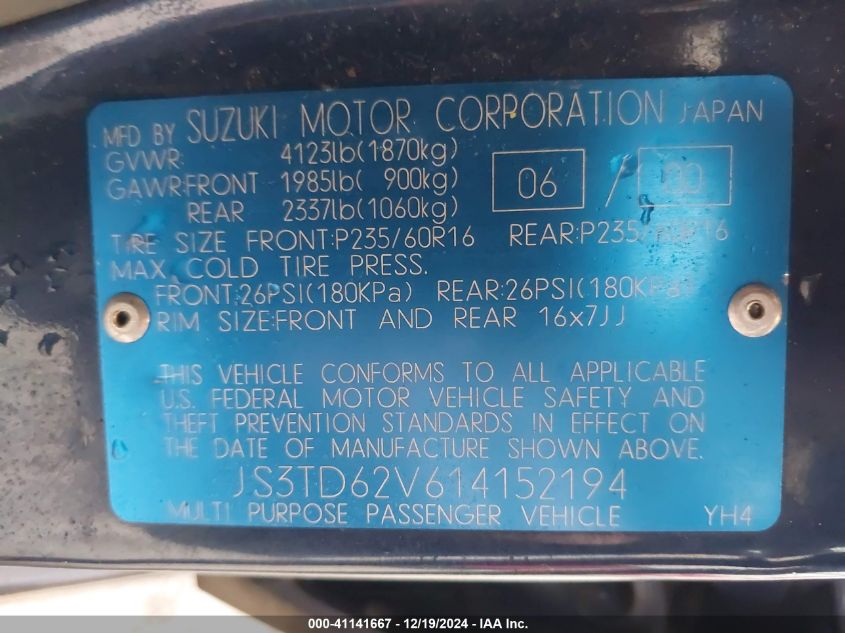 MFD BY SUZUKI MOTOR CORPORATION JAPAN
GVWR: 4123lb(1870kg)
GAWR:FRONT 1985lb( 900kg) 06 / 00
REAR 2337lb(1060kg)
TIRE SIZE FRONT:P235/60R16 REAR:P235/60R16
MAX. COLD TIRE PRESS.
FRONT:26PSI(180KPa) REAR:26PSI(180KPa)
RIM SIZE:FRONT AND REAR 16x7JJ
THIS VEHICLE CONFORMS TO ALL APPLICABLE
U.S. FEDERAL MOTOR VEHICLE SAFETY AND
THEFT PREVENTION STANDARDS IN EFFECT ON
THE DATE OF MANUFACTURE SHOWN ABOVE.
JS3TD62V614152194
MULTI PURPOSE PASSENGER VEHICLE YH4
000-41141667 - 12/19/2024 - IAA Inc.